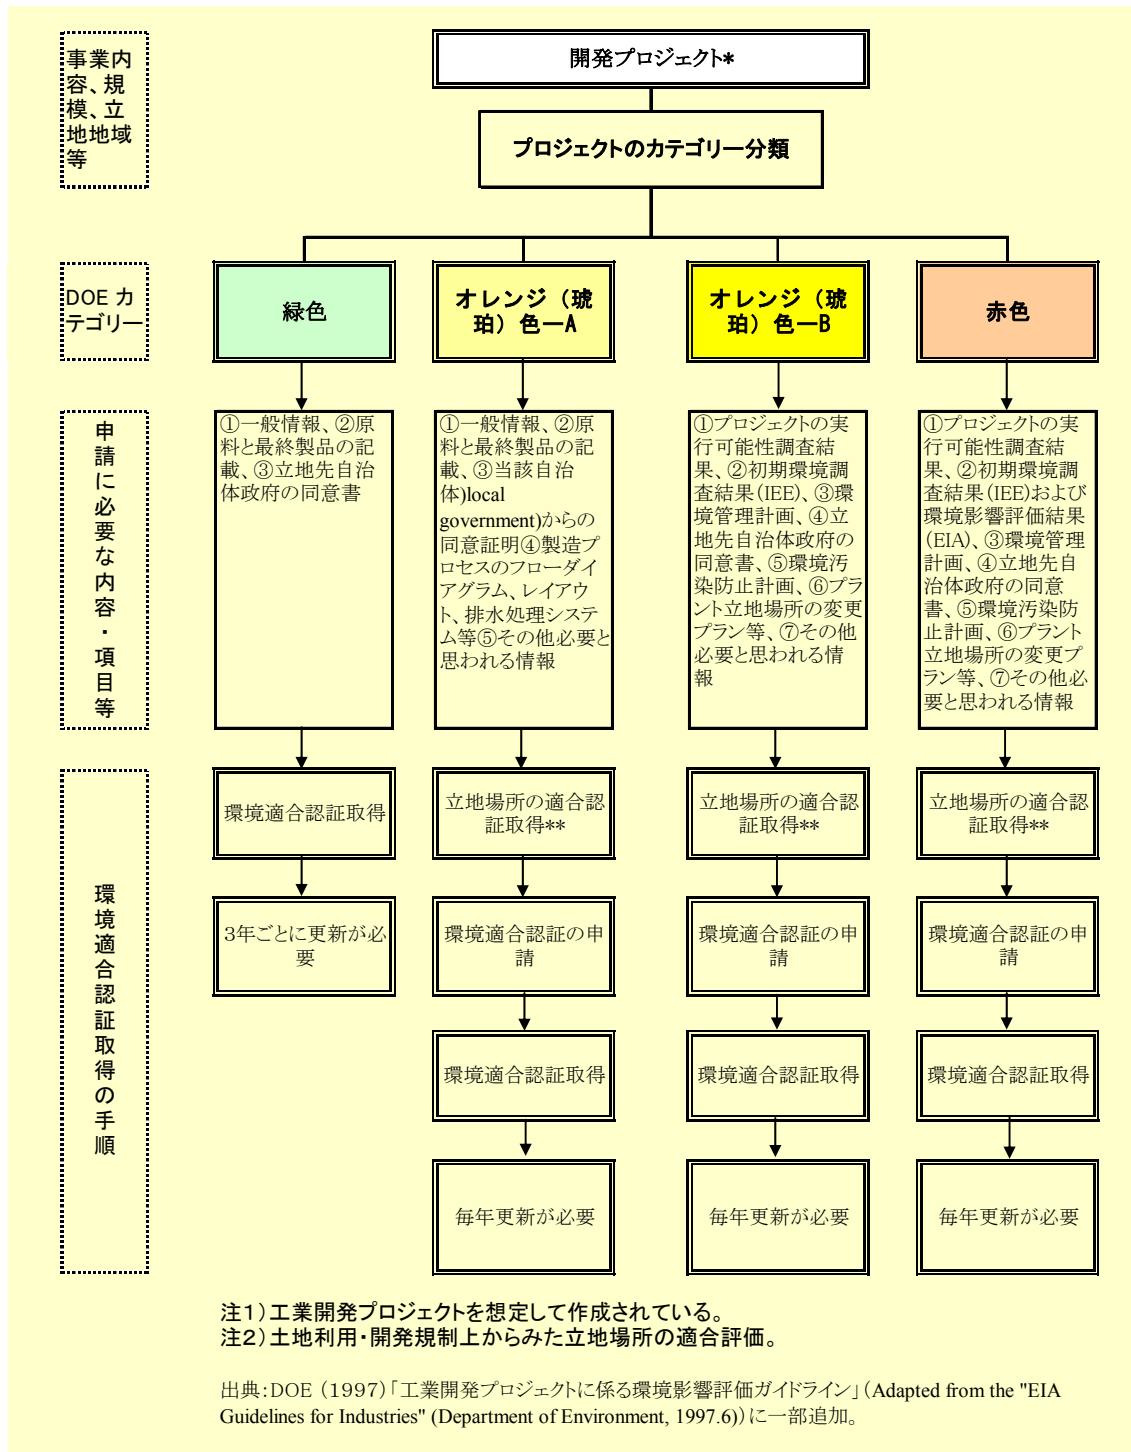 事業内
容、規
模、立
地地域
等
開発プロジェクト*
プロジェクトのカテゴリー分類
DOE カ
テゴリー
緑色
オレンジ（琥
珀）色ーA
オレンジ（琥
珀）色ーB
赤色
申請に必要な内容・項目等
①一般情報、②原
料と最終製品の記
載、③立地先自治
体政府の同意書
①一般情報、②原
料と最終製品の記
載、③当該自治
体)local
government)からの
同意証明④製造プ
ロセスのフローダイ
アグラム、レイアウ
ト、排水処理システ
ム等⑤その他必要と
思われる情報
①プロジェクトの実
行可能性調査結
果、②初期環境調
査結果(IEE)、③環
境管理計画、④立
地先自治体政府の
同意書、⑤環境汚
染防止計画、⑥プラ
ント立地場所の変更
プラン等、⑦その他
必要と思われる情
報
①プロジェクトの実
行可能性調査結
果、②初期環境調
査結果(IEE)および
環境影響評価結果
(EIA)、③環境管理
計画、④立地先自
治体政府の同意
書、⑤環境汚染防
止計画、⑥プラント
立地場所の変更プ
ラン等、⑦その他必
要と思われる情報
環境適合認証取得の手順
環境適合認証取得
立地場所の適合認
証取得**
立地場所の適合認
証取得**
立地場所の適合認
証取得**
3年ごとに更新が必
要
環境適合認証の申
請
環境適合認証の申
請
環境適合認証の申
請
環境適合認証取得
環境適合認証取得
環境適合認証取得
毎年更新が必要
毎年更新が必要
毎年更新が必要
注1）工業開発プロジェクトを想定して作成されている。
注2）土地利用・開発規制上からみた立地場所の適合評価。
出典：DOE (1997)「工業開発プロジェクトに係る環境影響評価ガイドライン」（Adapted from the "EIA
Guidelines for Industries" (Department of Environment, 1997.6)）に一部追加。